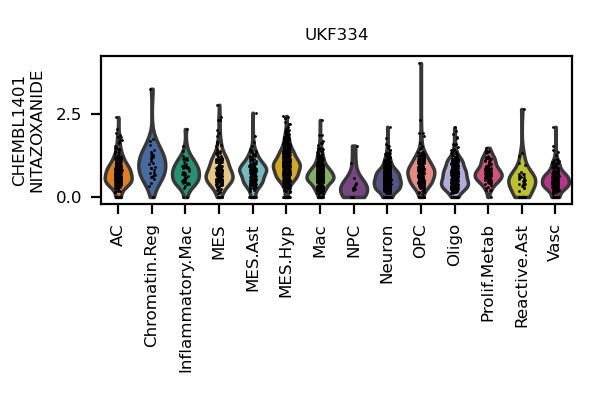 UKF334
CHEMBL1401
NITAZOXANIDE
2.5
0.0
AC
Chromatin.Reg
Inflammatory.Mac
MES
MES.Ast
MES.Hyp
Mac
NPC
Neuron
OPC
Oligo
Prolif.Metab
Reactive.Ast
Vasc